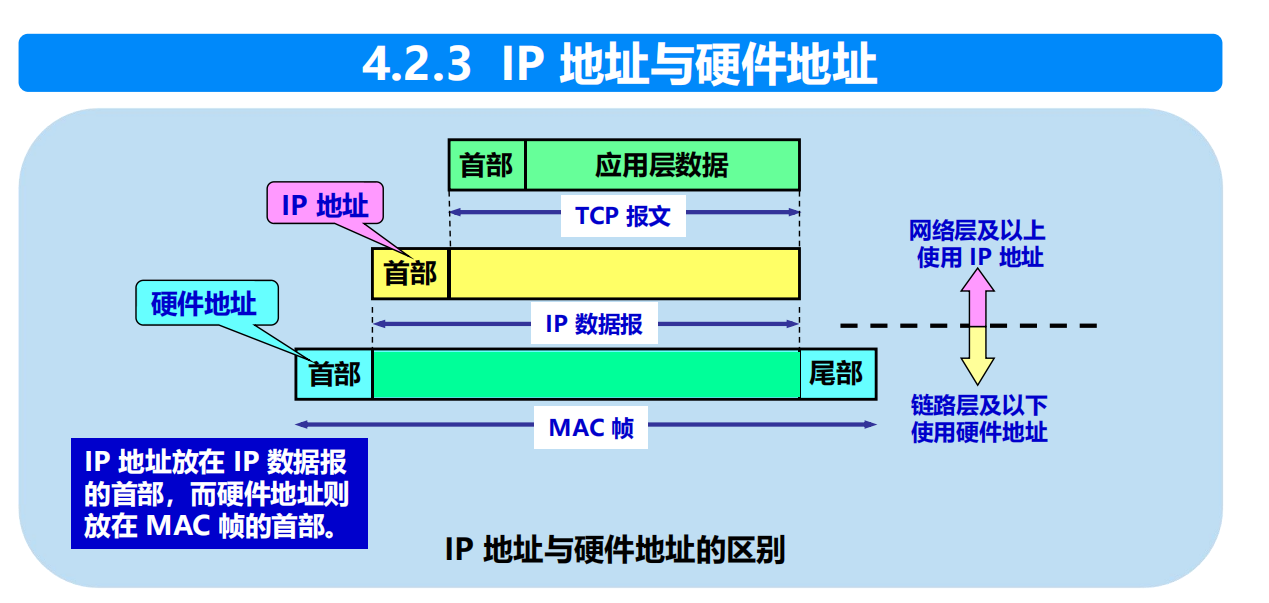 4.2.3 IP 地址与硬件地址
首部 应用层数据
IP 地址
TCP 报文
网络层及以上
使用 IP 地址
首部
硬件地址
IP 数据报
首部
尾部
链路层及以下
使用硬件地址
MAC 帧
IP 地址放在 IP 数据报
的首部，而硬件地址则
放在 MAC 帧的首部。
IP 地址与硬件地址的区别